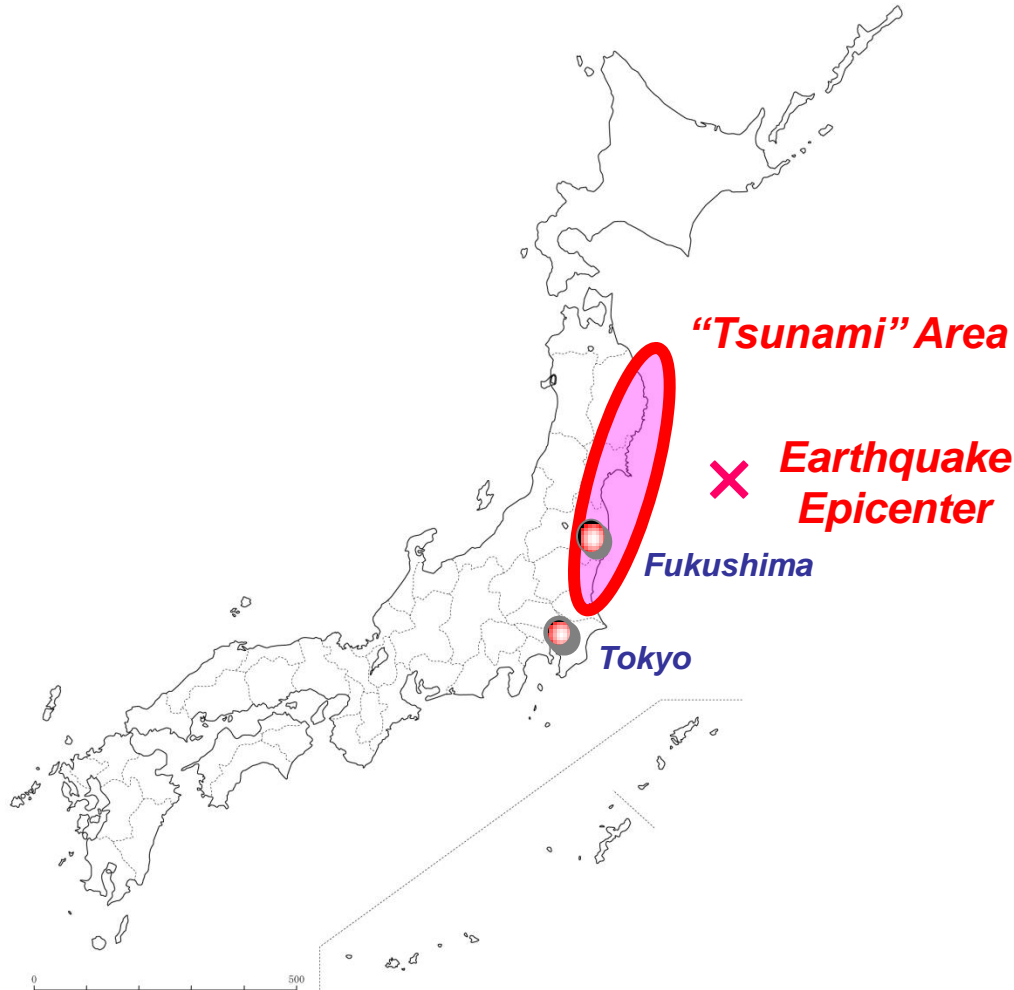 “Tsunami” Area
Earthquake
Epicenter
Fukushima
Tokyo
0 500